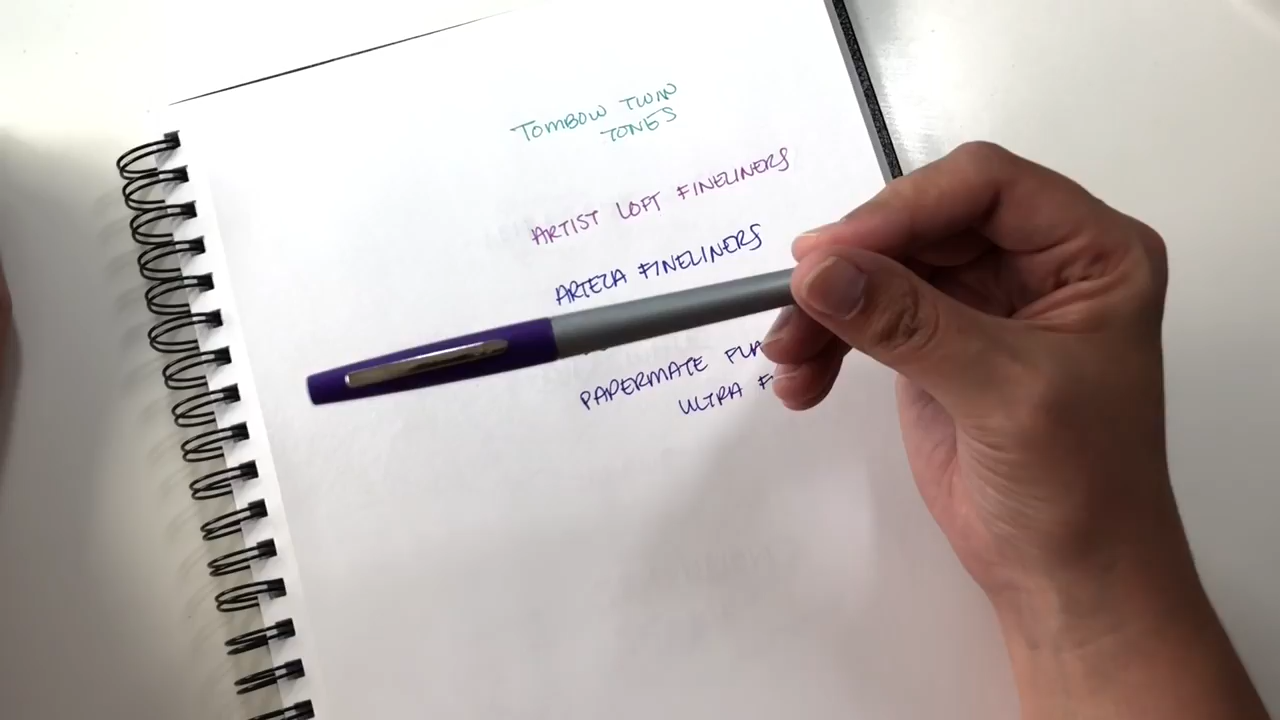 TOMBOW TWIN
TONES
ARTIST LOFT FINELINERS
ARTEZA FINELINERS
PAPERMATE
ULTRA